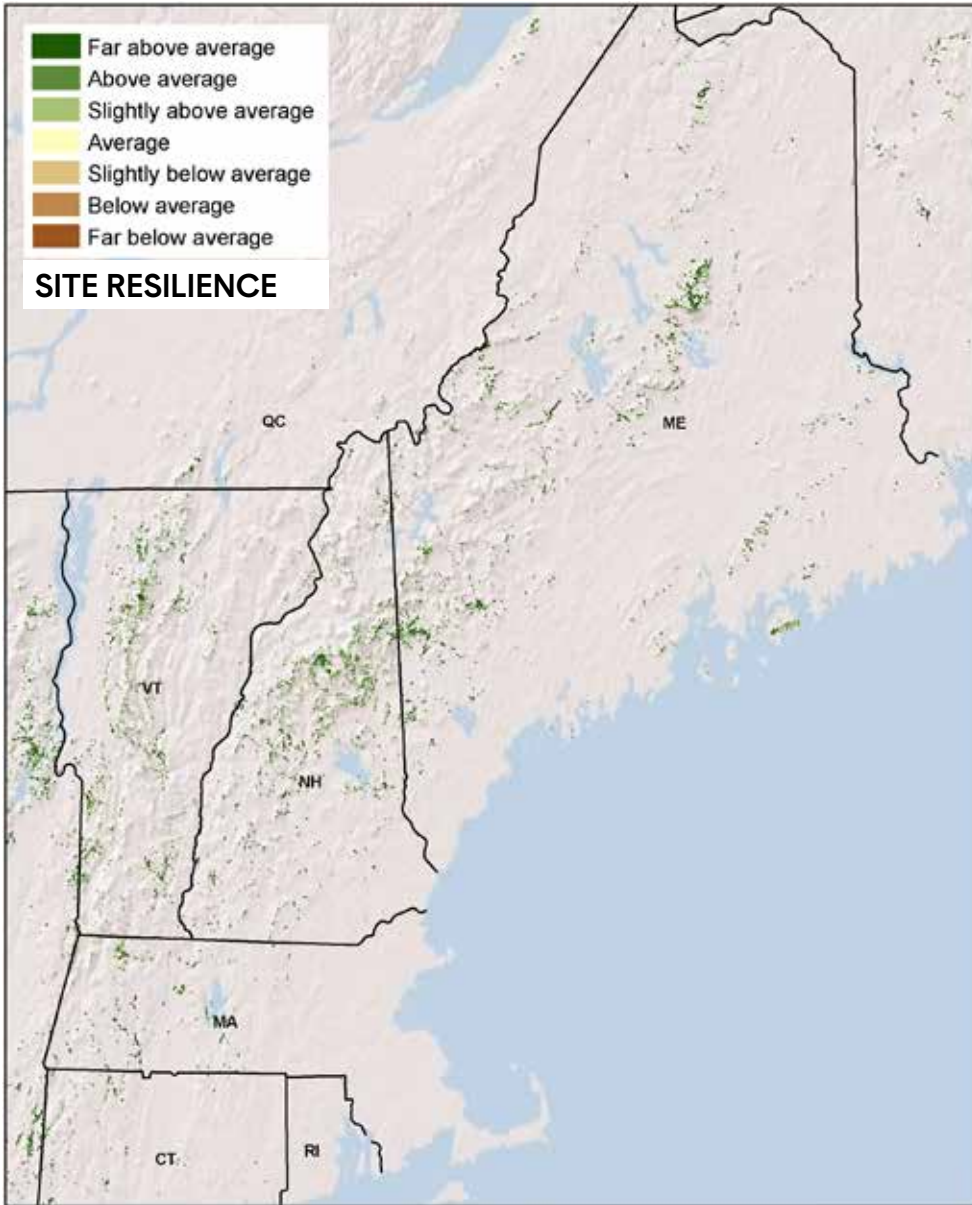 Far above average
Above average
Slightly above average
Average
Slightly below average
Below average
Far below average
SITE RESILIENCE
QC
ME
VT
NH
MA
CT
RI